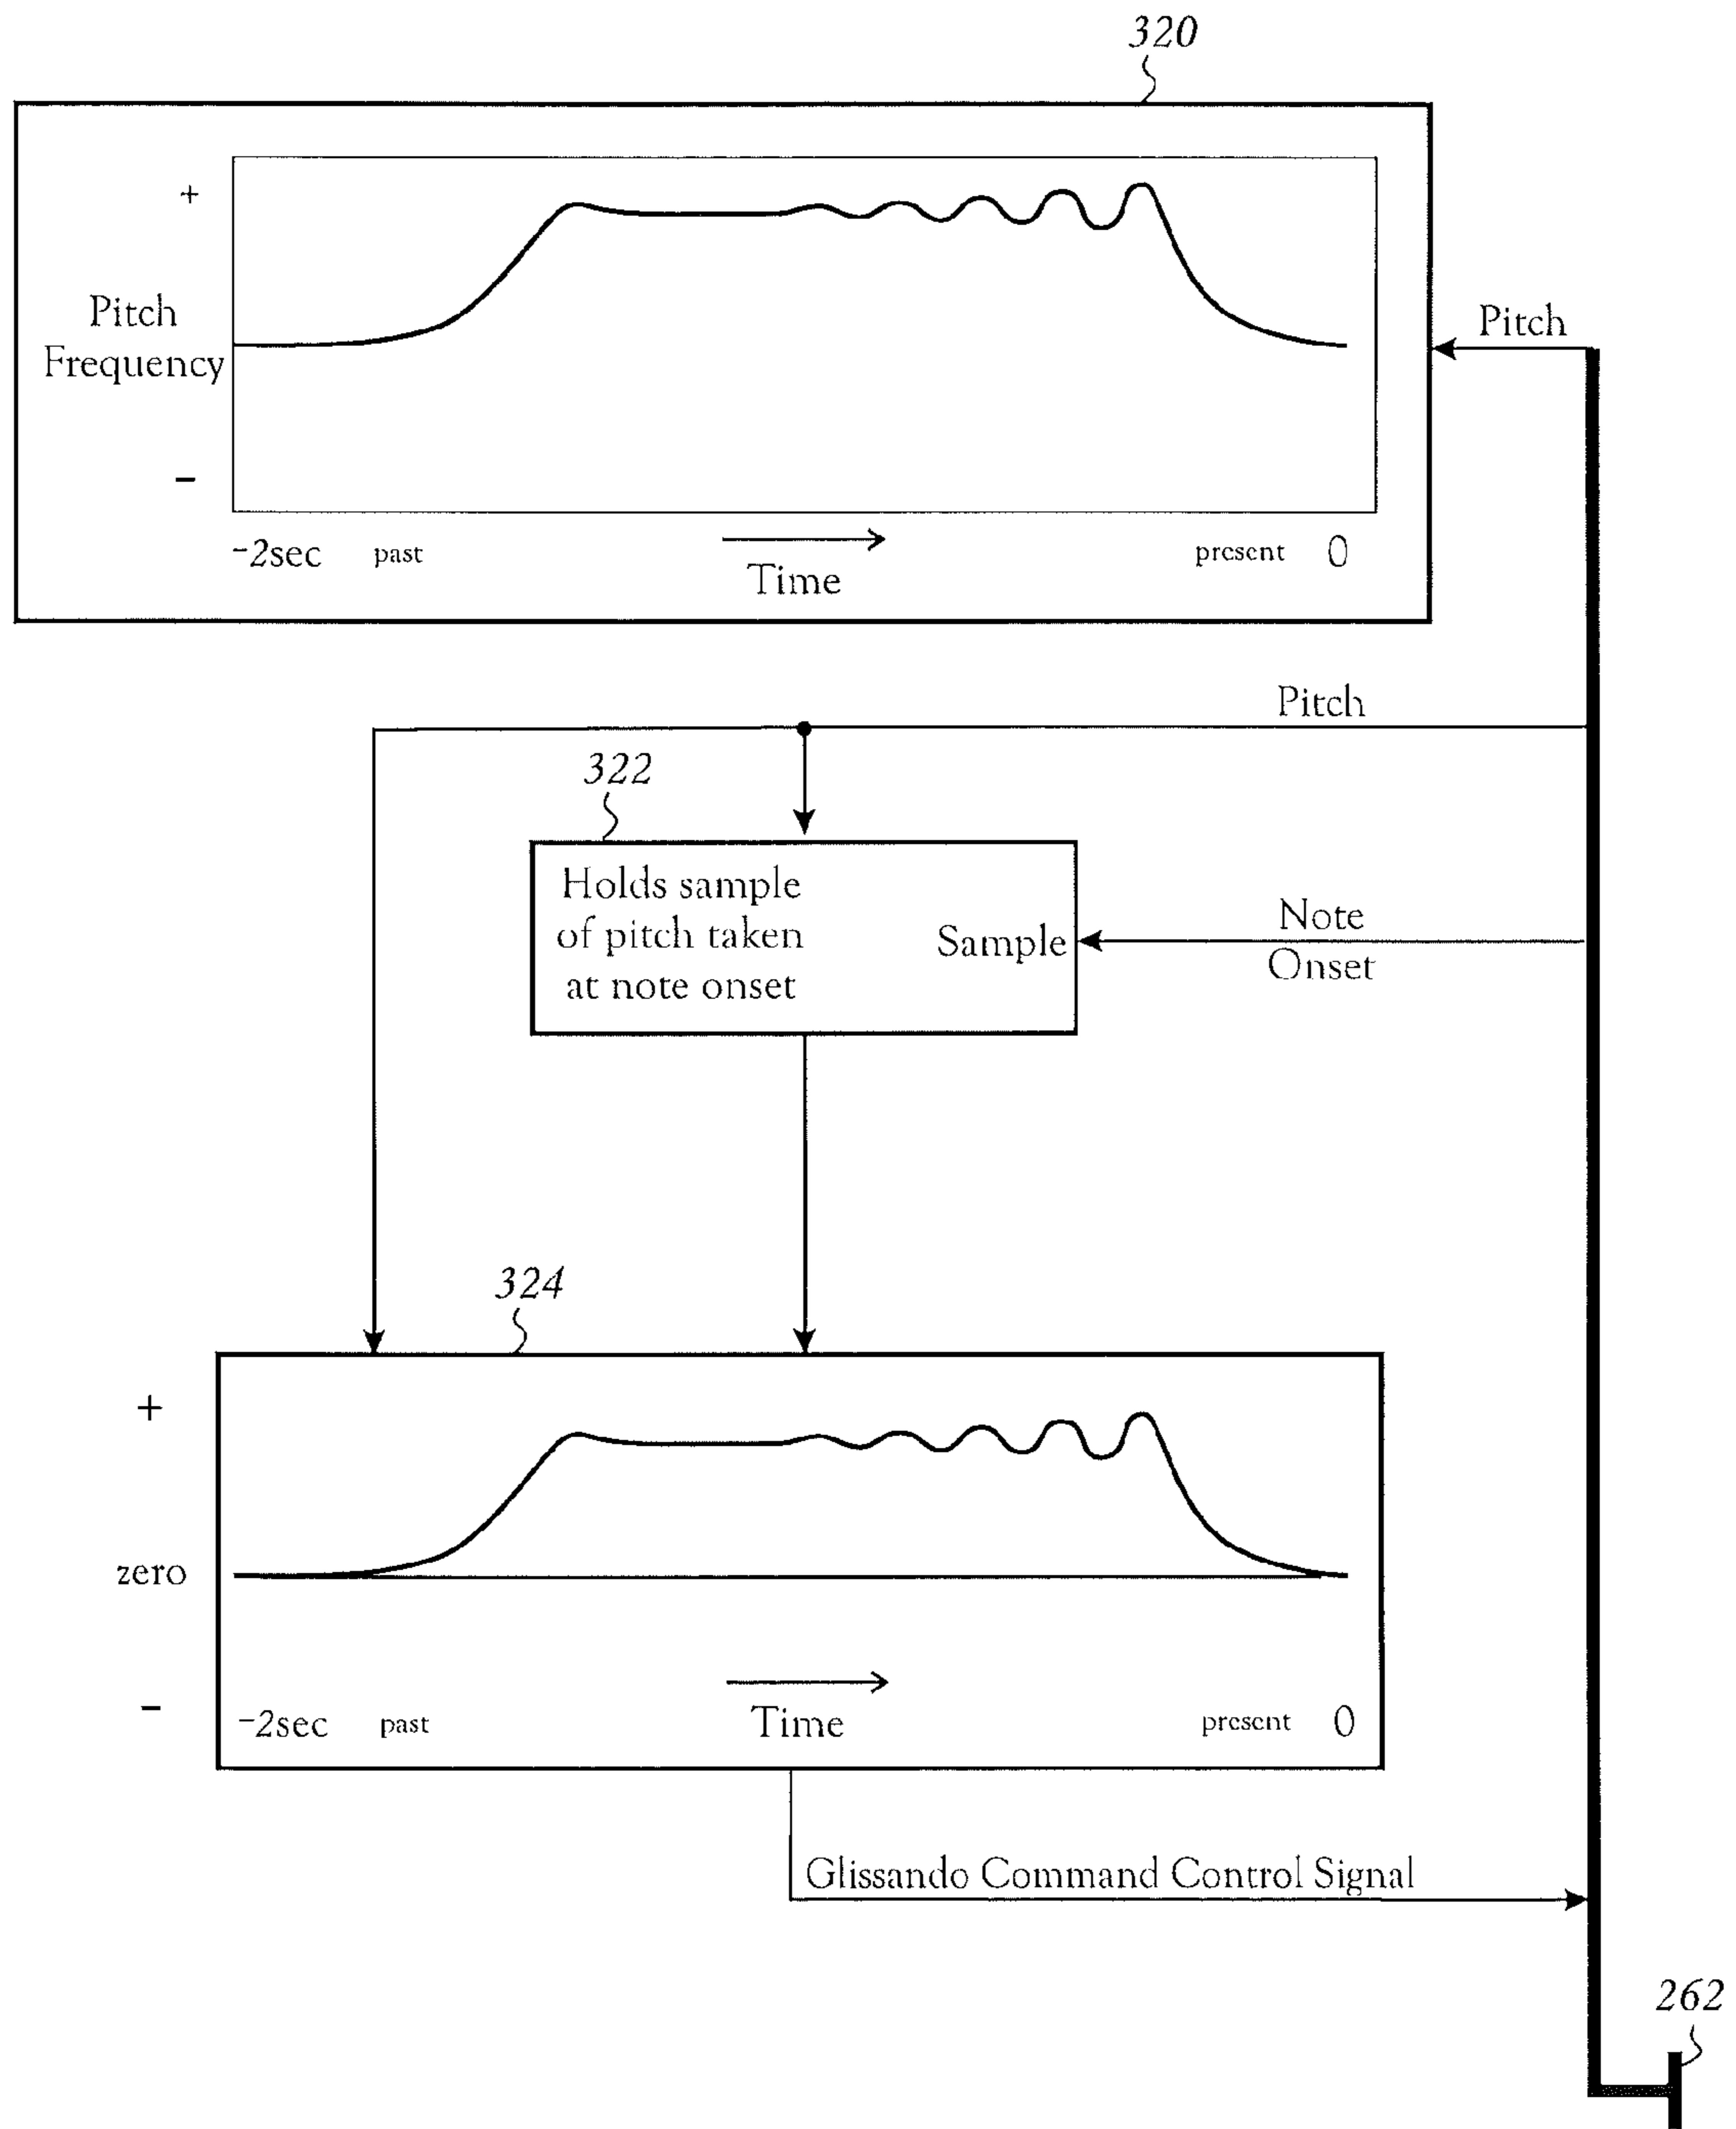 320
+
Pitch
Frequency
-
-2sec past present 0
Time
Pitch
Pitch
322
Holds sample
of pitch taken
at note onset
Sample
Note
Onset
324
+
zero
-
-2sec past Time present 0
Glissando Command Control Signal
262